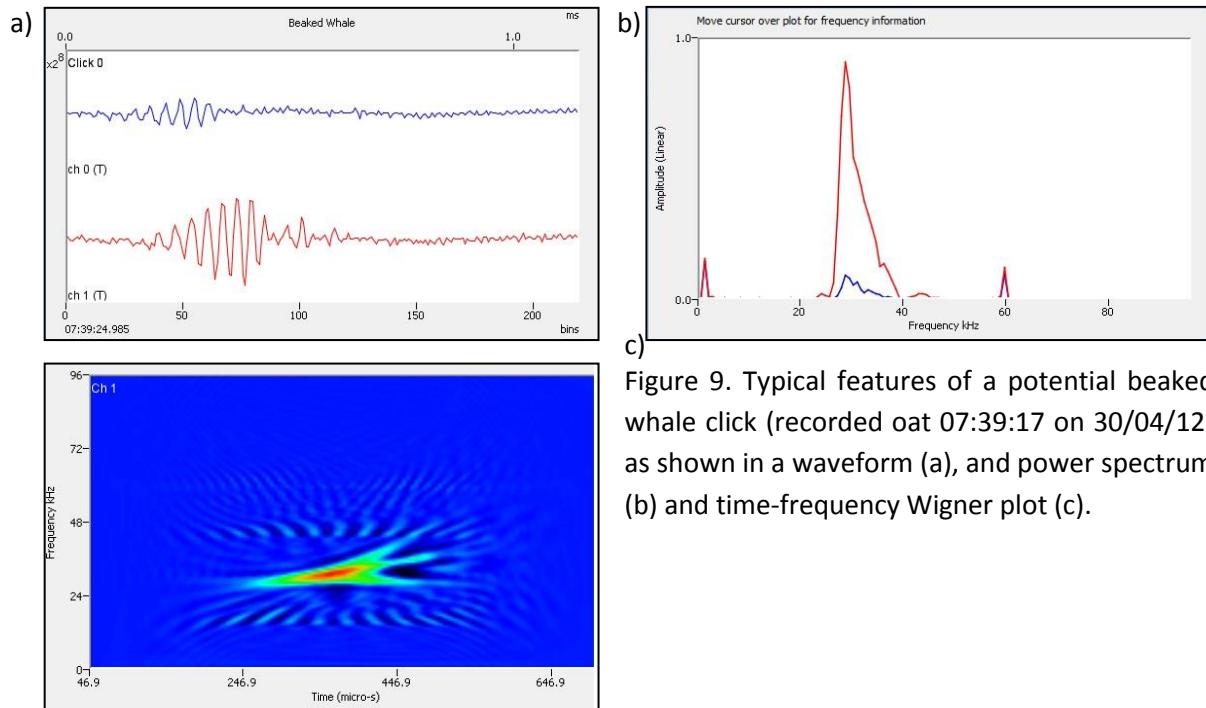 a)
Beaked Whale
ms
0.0
1.0
x2^8
Click 0
ch 0 (T)
ch 1 (T)
0
50
100
150
200
07:39:24.985
bins
b)
Move cursor over plot for frequency information
1.0
Amplitude (Linear)
0.0
0
20
40
60
80
Frequency kHz
c)
96
Ch 1
72
Frequency kHz
48
24
0
46.9
246.9
446.9
646.9
Time (micro-s)
Figure 9. Typical features of a potential beaked
whale click (recorded oat 07:39:17 on 30/04/12
as shown in a waveform (a), and power spectrum
(b) and time-frequency Wigner plot (c).